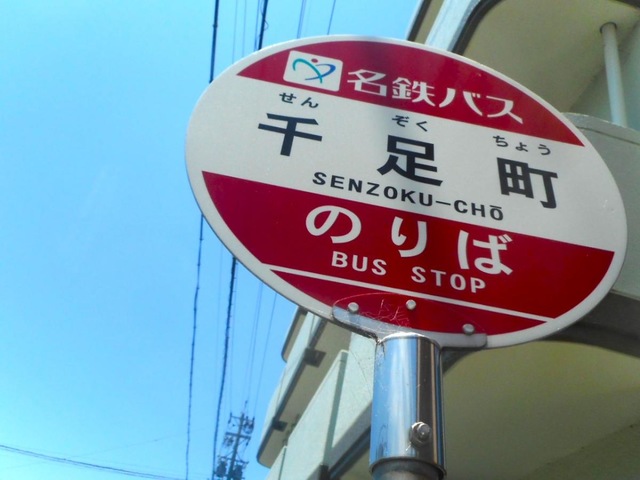 名鉄バス
せん ぞく ちょう
千足町
SENZOKU-CHŌ
のりば
BUS STOP